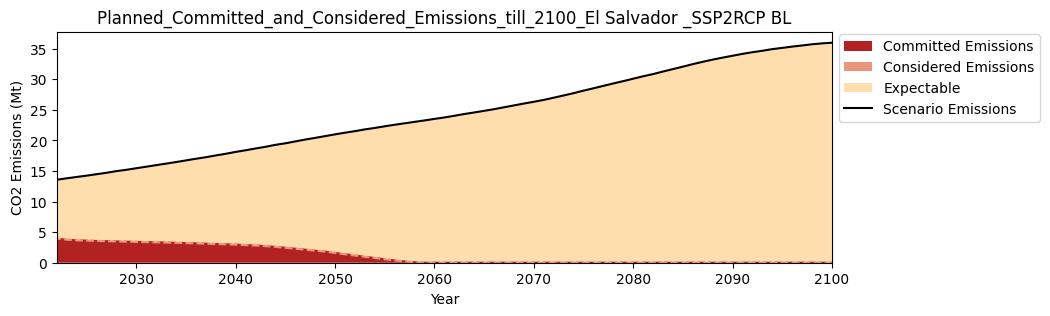 Planned_Committed_and_Considered_Emissions_till_2100_El Salvador _SSP2RCP BL
CO2 Emissions (Mt)
35
30
25
20
15
10
5
0
2030 2040 2050 2060 2070 2080 2090 2100
Year
Committed Emissions
Considered Emissions
Expectable
Scenario Emissions